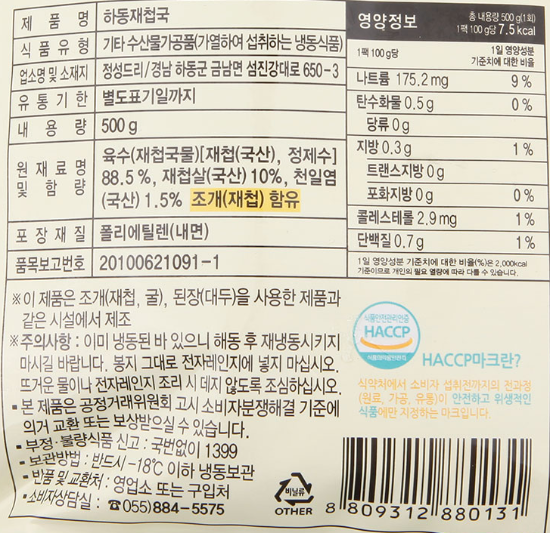 제품명 하동재첩국
식품유형 기타 수산물가공품(가열하여 섭취하는 냉동식품)
업소명 및 소재지 정성드리/경남 하동군 금남면 섬진강대로 650-3
유통기한 별도표기일까지
내용량 500g
원재료명 및 함량 육수(재첩국물)[재첩(국산), 정제수]
88.5%, 재첩살(국산) 10%, 천일염
(국산) 1.5% 조개(재첩) 함유
포장재질 폴리에틸렌(내면)
품목보고번호 20100621091-1
영양정보 총 내용량 500 g(1회)
1팩 100 g당 7.5 kcal
1팩 100g당 1일 영양성분
기준치에 대한 비율
나트륨 175.2mg 9%
탄수화물 0.5g 0%
당류 0g
지방 0.3g 1%
트랜스지방 0g
포화지방 0g 0%
콜레스테롤 2.9mg 1%
단백질 0.7g 1%
1일 영양성분 기준치에 대한 비율(%)은 2,000kcal
기준이므로 개인의 필요 열량에 따라 다를 수 있습니다.
※이 제품은 조개(재첩, 굴), 된장(대두)을 사용한 제품과
같은 시설에서 제조
※주의사항 : 이미 냉동된 바 있으니 해동 후 재냉동시키지
마시길 바랍니다. 봉지 그대로 전자레인지에 넣지 마십시오.
뜨거운 물이나 전자레인지 조리 시 데지 않도록 조심하십시오.
▪본 제품은 공정거래위원회 고시 소비자분쟁해결 기준에
의거 교환 또는 보상받으실 수 있습니다.
▪부정·불량식품 신고 : 국번없이 1399
▪보관방법 : 반드시 -18℃ 이하 냉동보관
▪반품 및 교환처 : 영업소 또는 구입처
▪소비자상담실 : ☎055)884-5575
식품안전관리인증
HACCP
식품의약품안전처
HACCP마크란?
식약처에서 소비자 섭취전까지의 전과정
(원료, 가공, 유통)이 안전하고 위생적인
식품에만 지정하는 마크입니다.
비닐류
OTHER
8 809312 880131